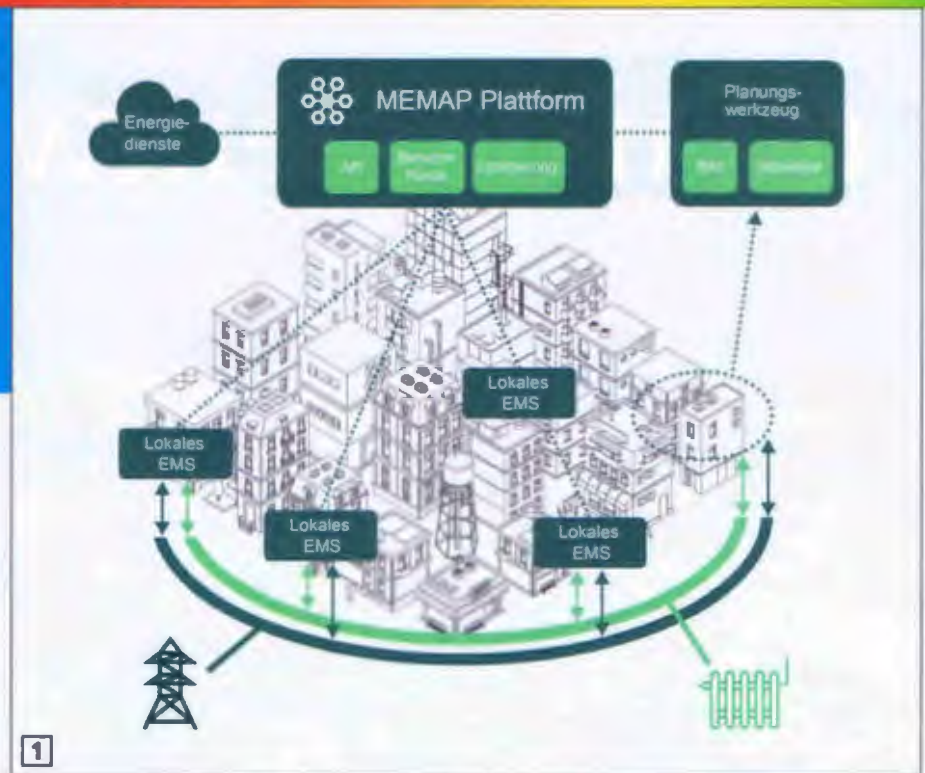 MEMAP Plattform
Energie-
dienste
Planungs-
werkzeug
API
Lokales
EMS
Lokales
EMS
Lokales
EMS
Lokales
EMS
1